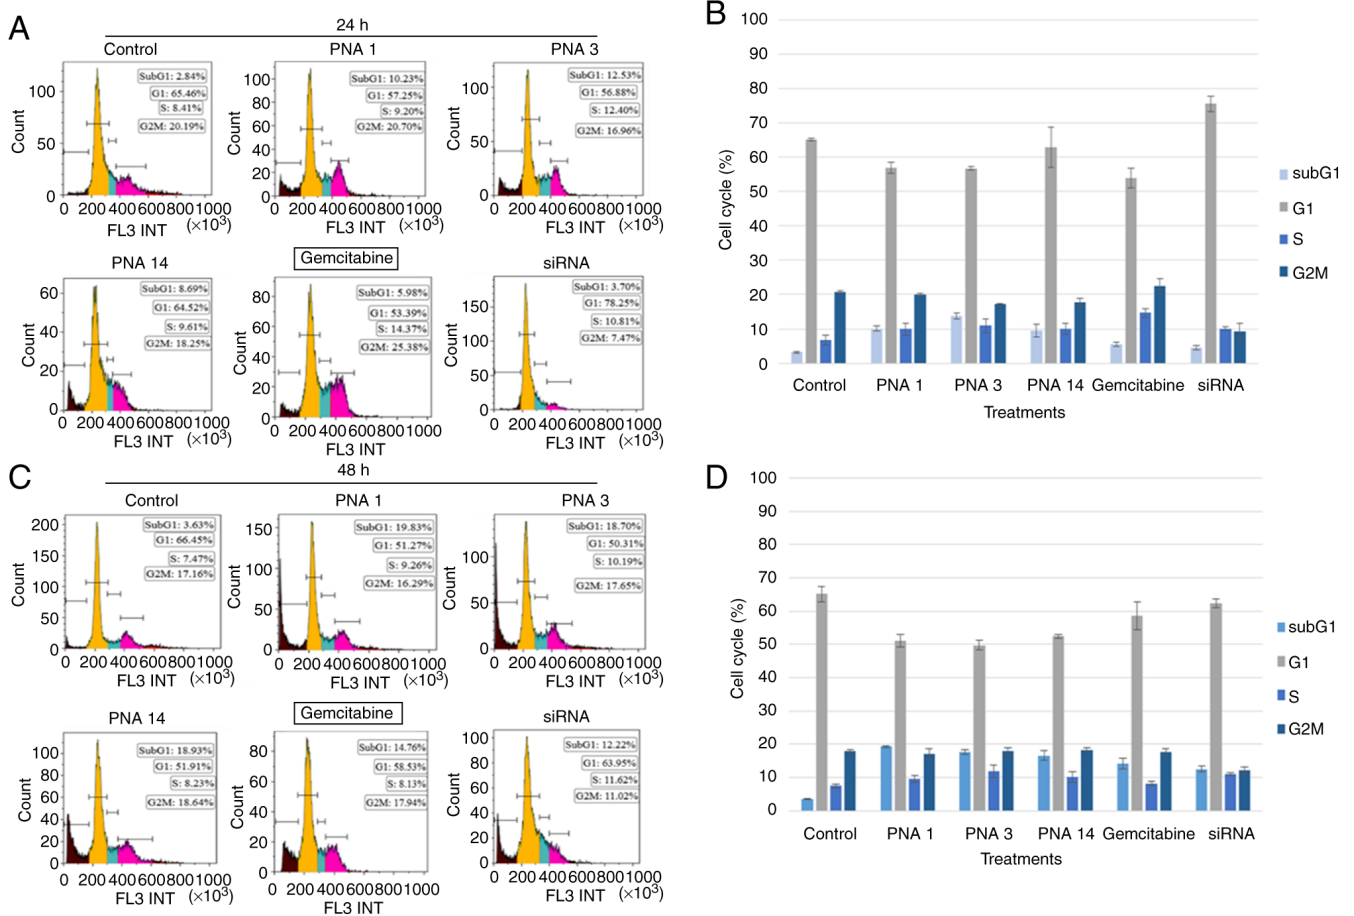 A
24 h
Control
PNA 1
PNA 3
SubG1: 2.84%
G1: 65.46%
S: 8.41%
G2M: 20.19%
Count
100
50
0
0 200 400 600 800 1000
FL3 INT (×10³)
SubG1: 10.23%
G1: 57.25%
S: 9.20%
G2M: 20.70%
Count
100
80
60
40
20
0
0 200 400 600 800 1000
FL3 INT (×10³)
SubG1: 12.53%
G1: 56.88%
S: 12.40%
G2M: 16.96%
Count
100
50
0
0 200 400 600 800 1000
FL3 INT (×10³)
PNA 14
Gemcitabine
siRNA
SubG1: 8.69%
G1: 64.52%
S: 9.61%
G2M: 18.25%
Count
60
40
20
0
0 200 400 600 800 1000
FL3 INT (×10³)
SubG1: 5.98%
G1: 53.39%
S: 14.37%
G2M: 25.38%
Count
80
60
40
20
0
0 200 400 600 800 1000
FL3 INT (×10³)
SubG1: 3.70%
G1: 78.25%
S: 10.81%
G2M: 7.47%
Count
150
100
50
0
0 200 400 600 800 1000
FL3 INT (×10³)
B
Cell cycle (%)
100
90
80
70
60
50
40
30
20
10
0
Control PNA 1 PNA 3 PNA 14 Gemcitabine siRNA
Treatments
subG1
G1
S
G2M
C
48 h
Control
PNA 1
PNA 3
SubG1: 3.63%
G1: 66.45%
S: 7.47%
G2M: 17.16%
Count
200
150
100
50
0
0 200 400 600 800 1000
FL3 INT (×10³)
SubG1: 19.83%
G1: 51.27%
S: 9.26%
G2M: 16.29%
Count
150
100
50
0
0 200 400 600 800 1000
FL3 INT (×10³)
SubG1: 18.70%
G1: 50.31%
S: 10.19%
G2M: 17.65%
Count
100
50
0
0 200 400 600 800 1000
FL3 INT (×10³)
PNA 14
Gemcitabine
siRNA
SubG1: 18.93%
G1: 51.91%
S: 8.23%
G2M: 18.64%
Count
100
80
60
40
20
0
0 200 400 600 800 1000
FL3 INT (×10³)
SubG1: 14.76%
G1: 58.53%
S: 8.13%
G2M: 17.94%
Count
80
60
40
20
0
0 200 400 600 800 1000
FL3 INT
SubG1: 12.22%
G1: 63.95%
S: 11.62%
G2M: 11.02%
Count
100
80
60
40
20
0
0 200 400 600 800 1000
FL3 INT (×10³)
D
Cell cycle (%)
100
90
80
70
60
50
40
30
20
10
0
Control PNA 1 PNA 3 PNA 14 Gemcitabine siRNA
Treatments
subG1
G1
S
G2M